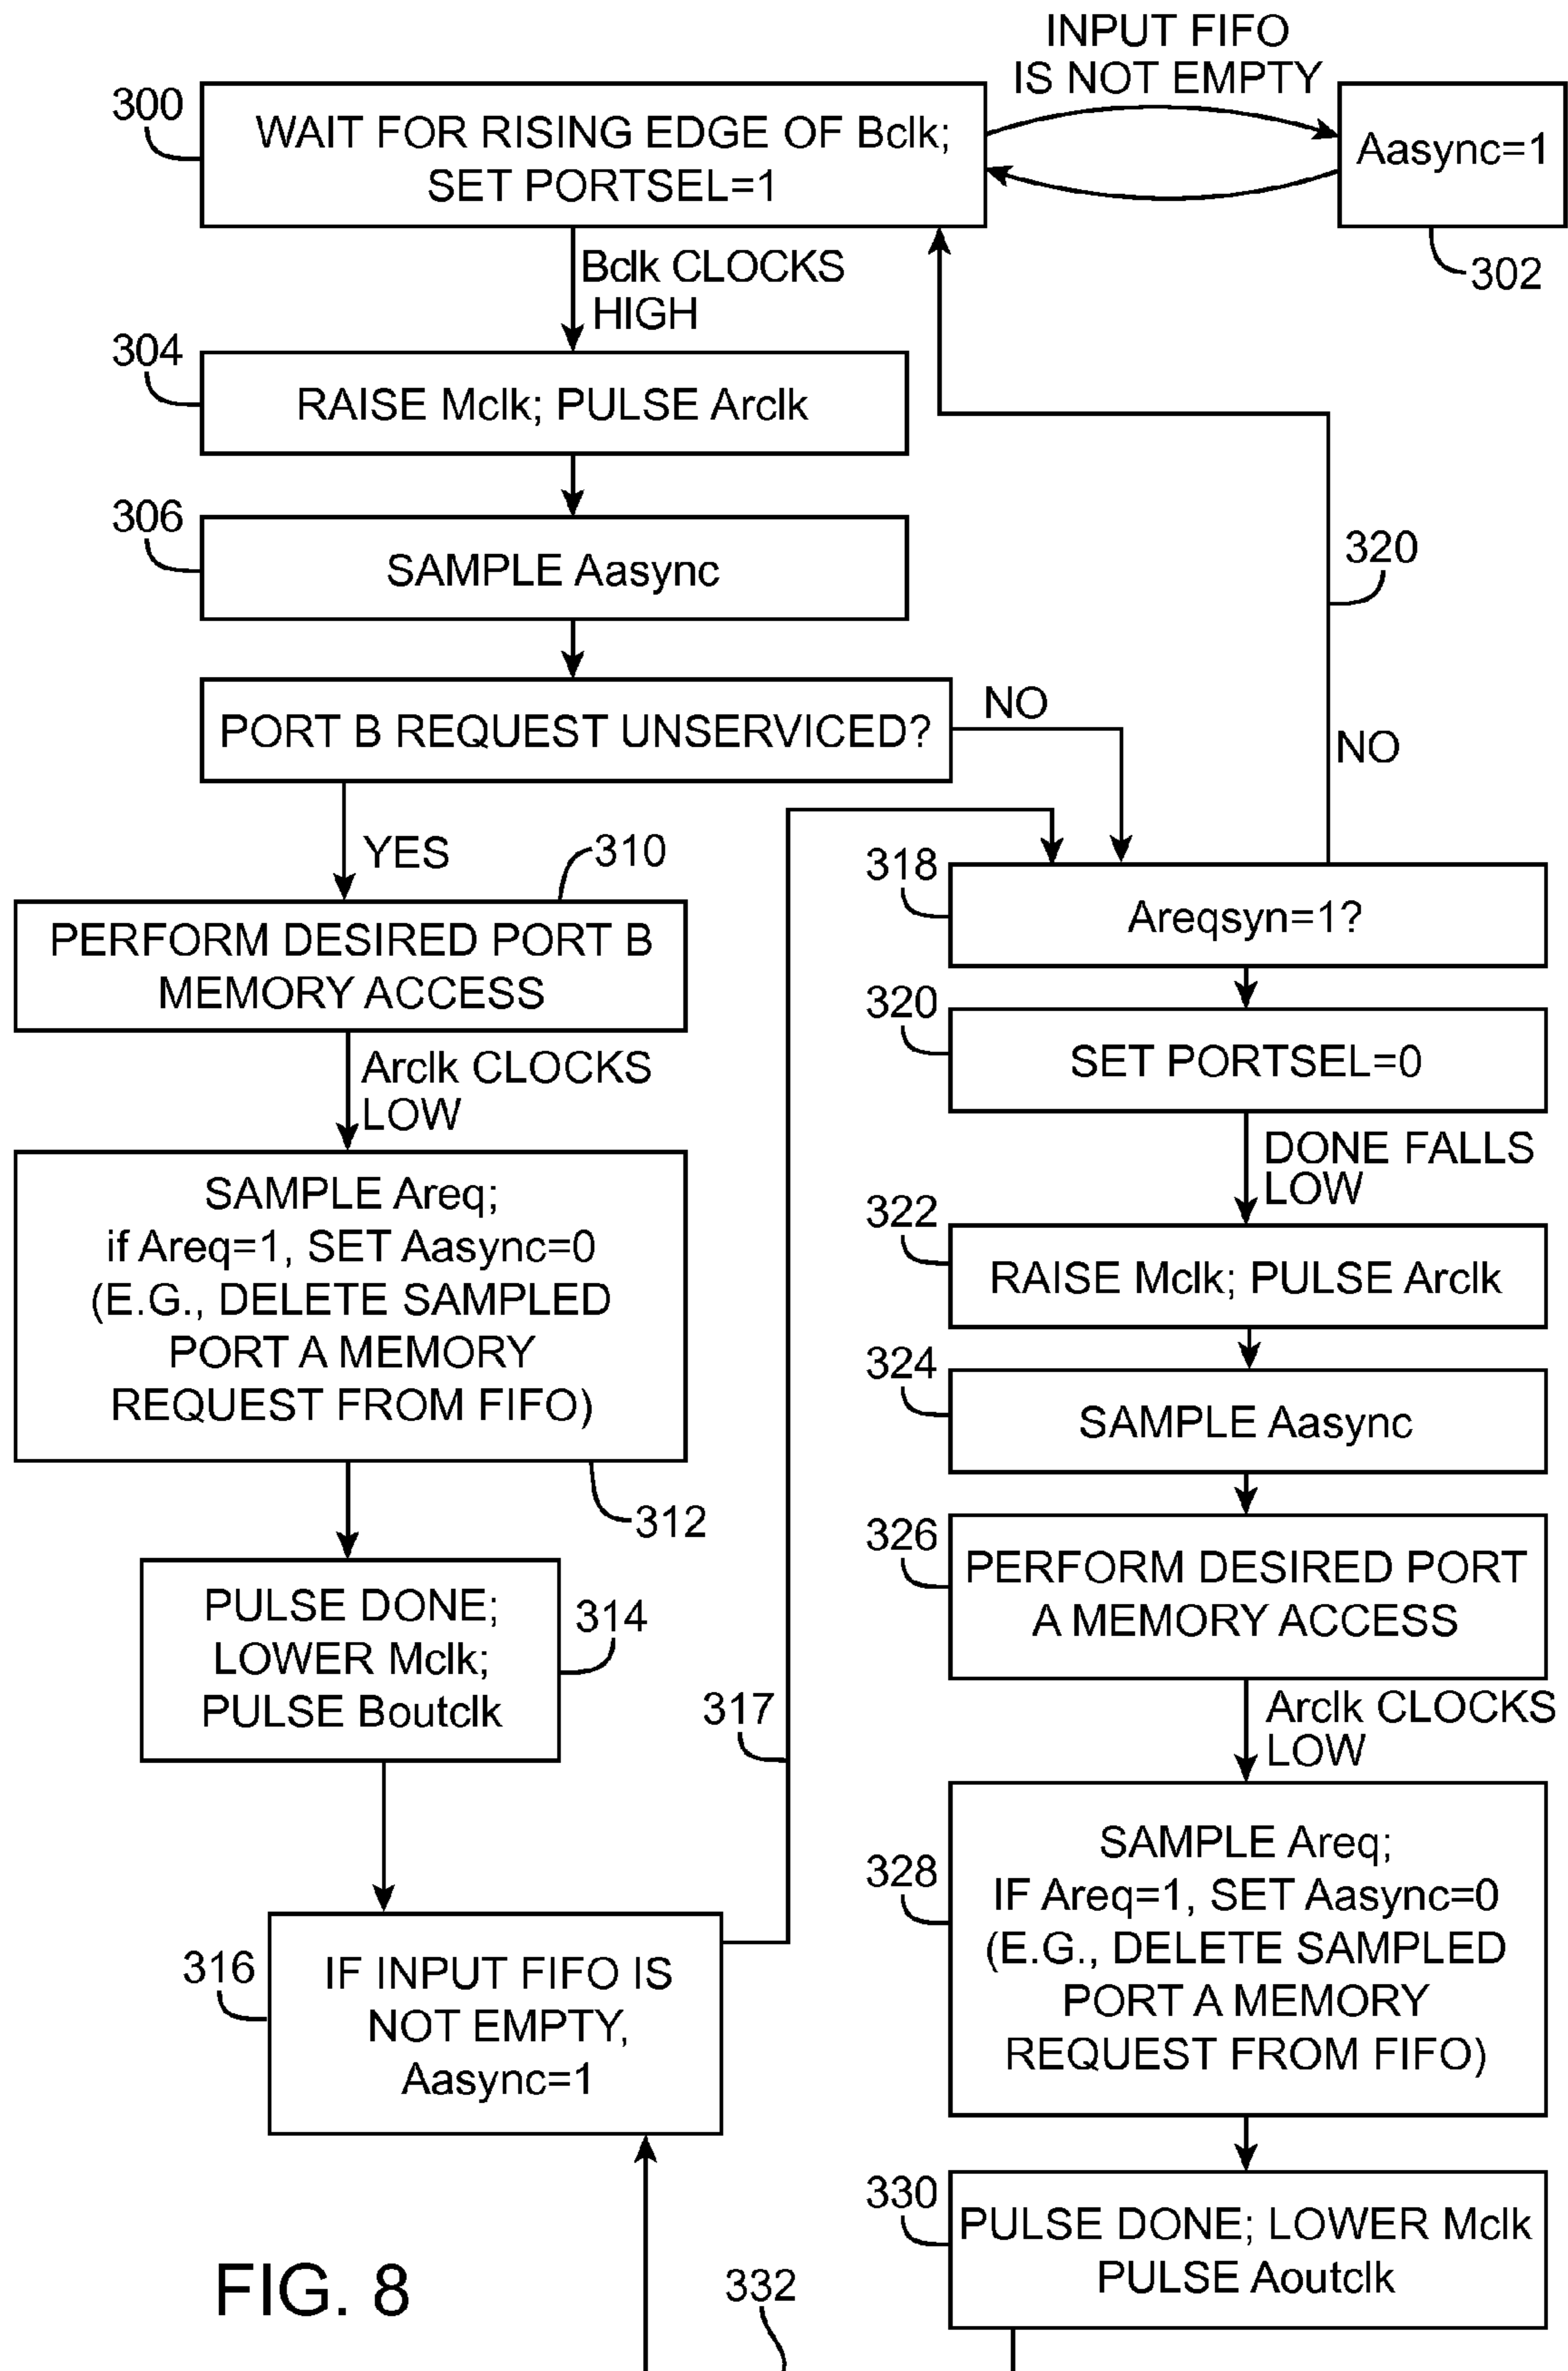 INPUT FIFO
IS NOT EMPTY
300
WAIT FOR RISING EDGE OF Bclk;
SET PORTSEL=1
Aasync=1
302
Bclk CLOCKS
HIGH
304
RAISE Mclk; PULSE Arclk
306
SAMPLE Aasync
320
PORT B REQUEST UNSERVICED?
NO
NO
YES
310
PERFORM DESIRED PORT B
MEMORY ACCESS
Arclk CLOCKS
LOW
SAMPLE Areq;
if Areq=1, SET Aasync=0
(E.G., DELETE SAMPLED
PORT A MEMORY
REQUEST FROM FIFO)
312
PULSE DONE;
LOWER Mclk;
PULSE Boutclk
314
316
IF INPUT FIFO IS
NOT EMPTY,
Aasync=1
317
318
Areqsyn=1?
320
SET PORTSEL=0
DONE FALLS
LOW
322
RAISE Mclk; PULSE Arclk
324
SAMPLE Aasync
326
PERFORM DESIRED PORT
A MEMORY ACCESS
Arclk CLOCKS
LOW
328
SAMPLE Areq;
IF Areq=1, SET Aasync=0
(E.G., DELETE SAMPLED
PORT A MEMORY
REQUEST FROM FIFO)
330
PULSE DONE; LOWER Mclk
PULSE Aoutclk
332
FIG. 8